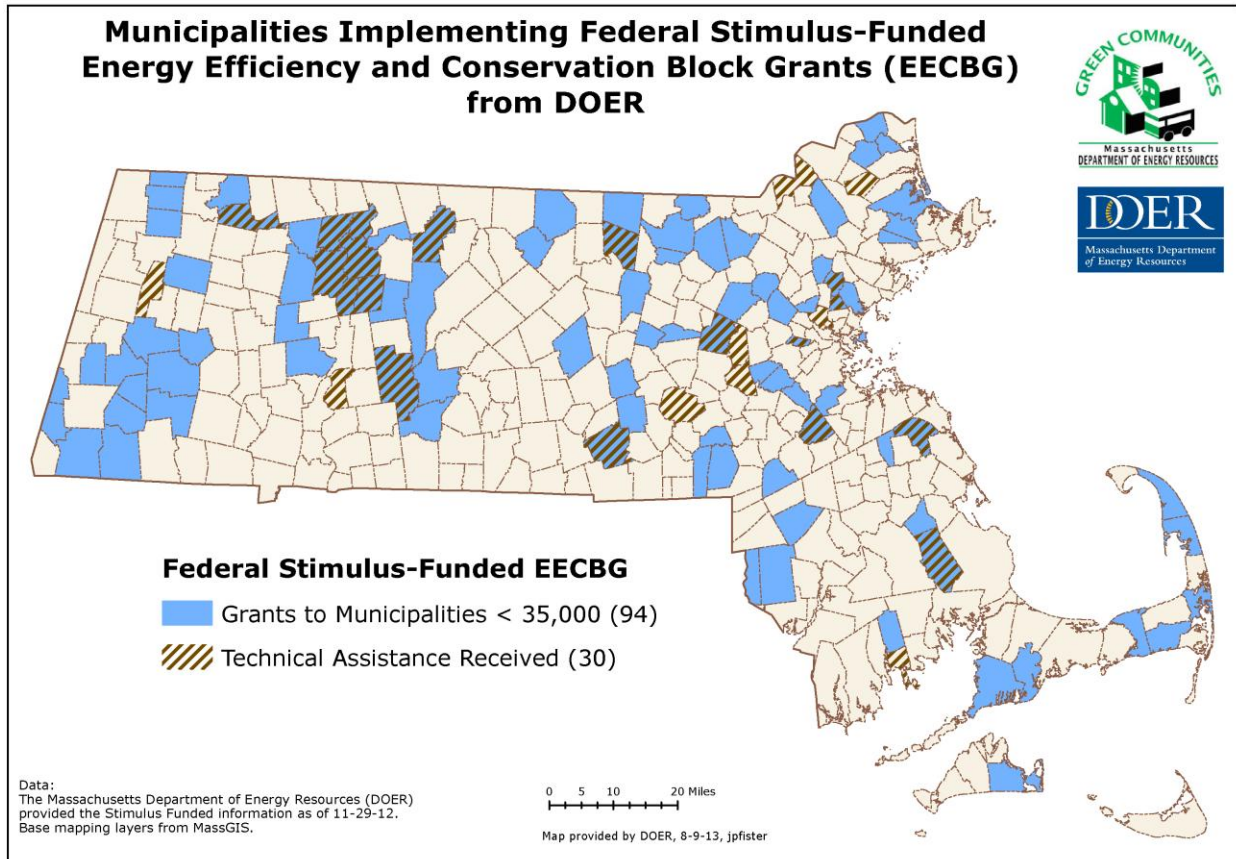 Municipalities Implementing Federal Stimulus-Funded
Energy Efficiency and Conservation Block Grants (EECBG)
from DOER
GREEN COMMUNITIES
Massachusetts
DEPARTMENT OF ENERGY RESOURCES
DOER
Massachusetts Department
of Energy Resources
Federal Stimulus-Funded EECBG
Grants to Municipalities < 35,000 (94)
Technical Assistance Received (30)
Data:
The Massachusetts Department of Energy Resources (DOER)
provided the Stimulus Funded information as of 11-29-12.
Base mapping layers from MassGIS.
0 5 10 20 Miles
Map provided by DOER, 8-9-13, jpfister